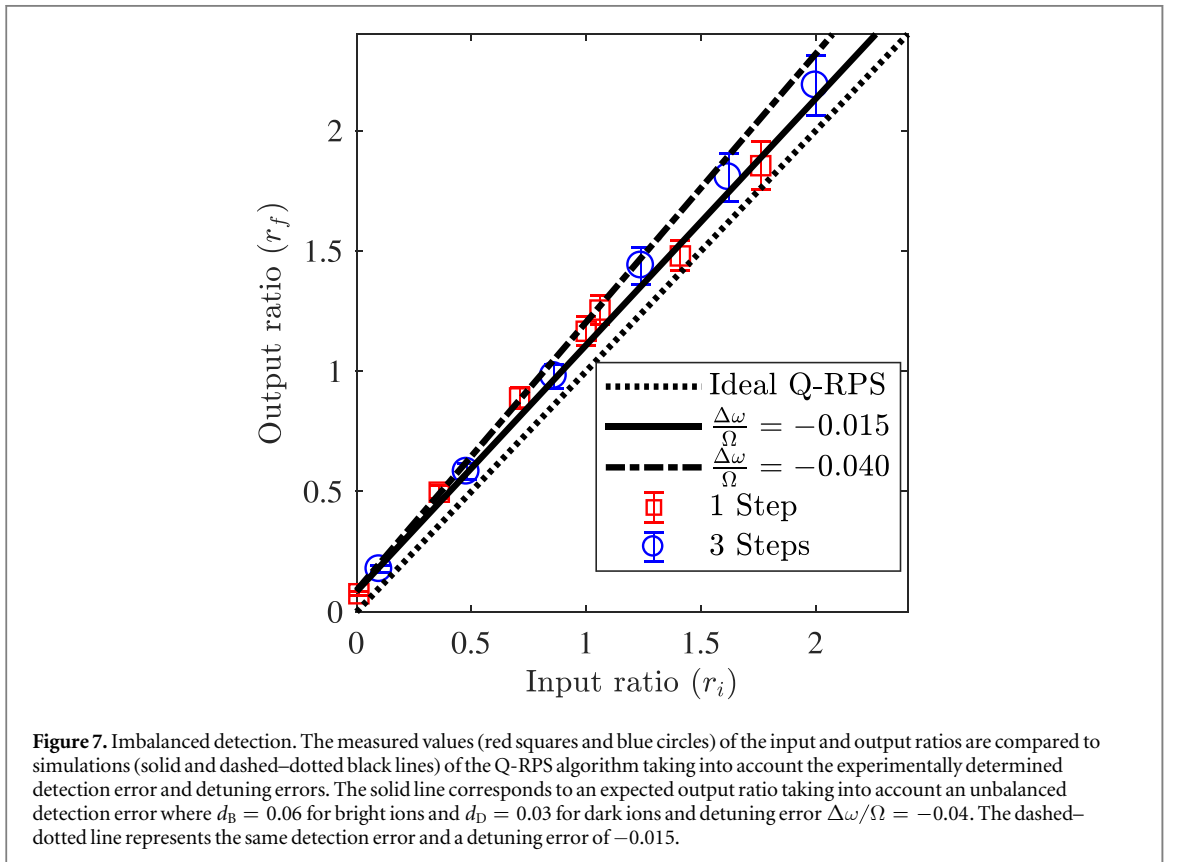 2
1.5
1
0.5
0
Output ratio (r_f)
Ideal Q-RPS
Δω/Ω = −0.015
Δω/Ω = −0.040
1 Step
3 Steps
0 0.5 1 1.5 2
Input ratio (r_i)
Figure 7. Imbalanced detection. The measured values (red squares and blue circles) of the input and output ratios are compared to
simulations (solid and dashed–dotted black lines) of the Q-RPS algorithm taking into account the experimentally determined
detection error and detuning errors. The solid line corresponds to an expected output ratio taking into account an unbalanced
detection error where d_B = 0.06 for bright ions and d_D = 0.03 for dark ions and detuning error Δω/Ω = −0.04. The dashed–
dotted line represents the same detection error and a detuning error of −0.015.